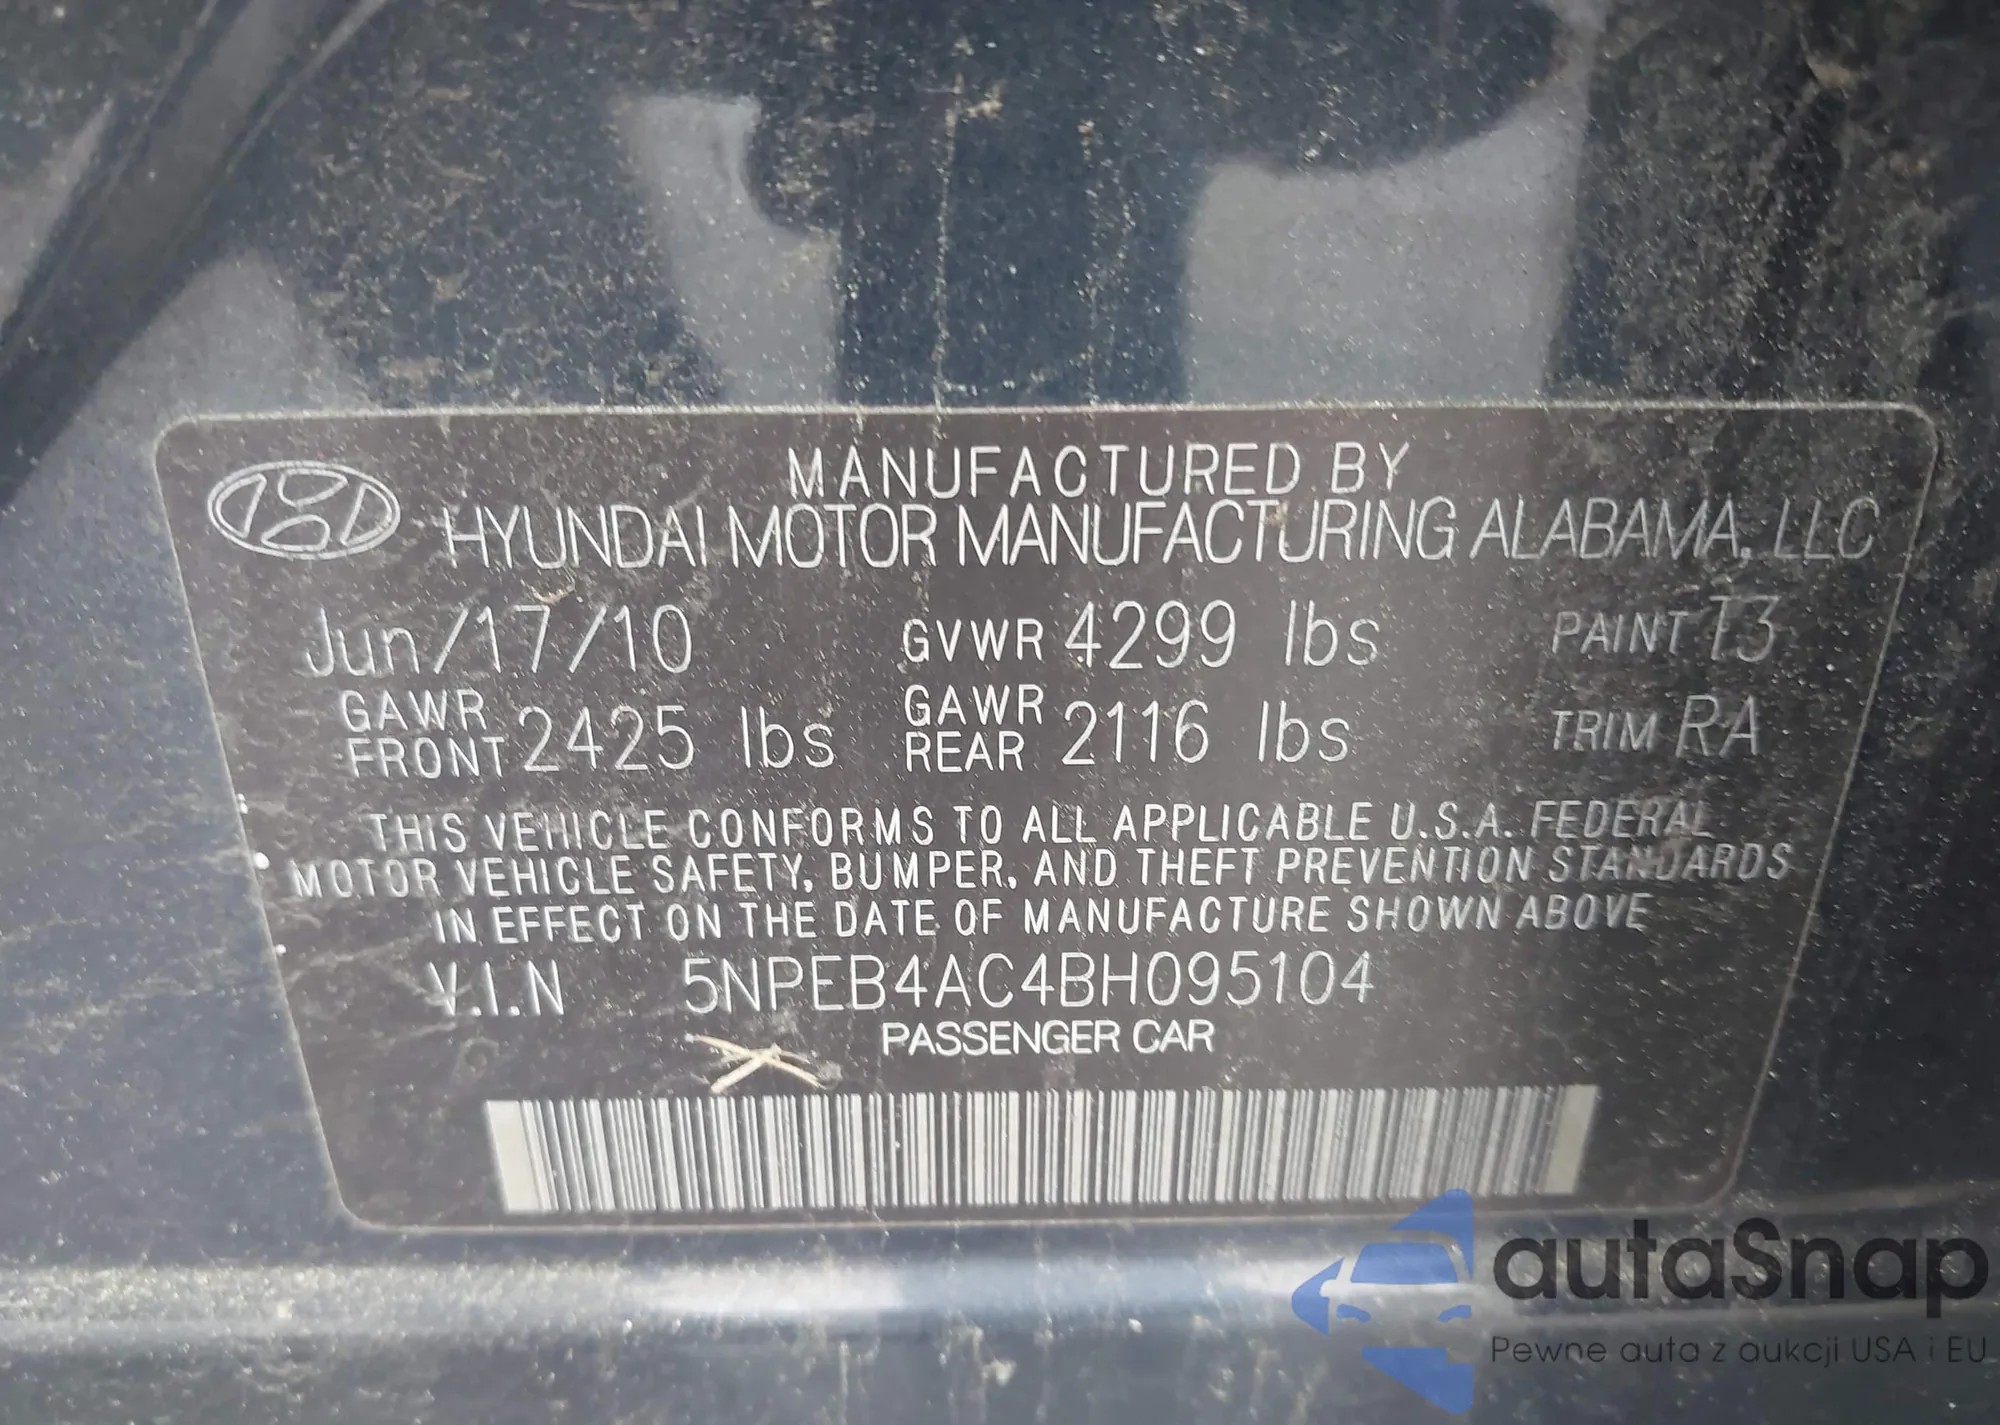 MANUFACTURED BY
HYUNDAI MOTOR MANUFACTURING ALABAMA, LLC
Jun/17/10 GVWR 4299 lbs PAINT T3
GAWR FRONT 2425 lbs GAWR REAR 2116 lbs TRIM RA
THIS VEHICLE CONFORMS TO ALL APPLICABLE U.S.A. FEDERAL
MOTOR VEHICLE SAFETY, BUMPER, AND THEFT PREVENTION STANDARDS
IN EFFECT ON THE DATE OF MANUFACTURE SHOWN ABOVE
V.I.N 5NPEB4AC4BH095104
PASSENGER CAR
autaSnap
Pewne auta z aukcji USA i EU